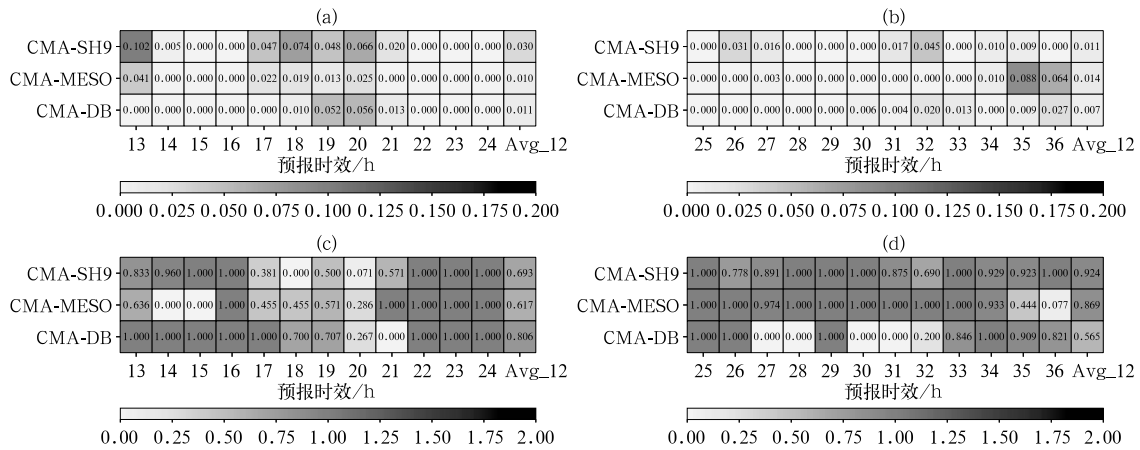 (a)
CMA-SH9 0.102 0.005 0.000 0.000 0.047 0.074 0.048 0.066 0.020 0.000 0.000 0.000 0.030
CMA-MESO 0.041 0.000 0.000 0.000 0.022 0.019 0.013 0.025 0.000 0.000 0.000 0.000 0.010
CMA-DB 0.000 0.000 0.000 0.000 0.000 0.010 0.052 0.056 0.013 0.000 0.000 0.000 0.011
13 14 15 16 17 18 19 20 21 22 23 24 Avg_12
预报时效/h
0.000 0.025 0.050 0.075 0.100 0.125 0.150 0.175 0.200
(b)
CMA-SH9 0.000 0.031 0.016 0.000 0.000 0.000 0.017 0.045 0.000 0.010 0.009 0.000 0.011
CMA-MESO 0.000 0.000 0.003 0.000 0.000 0.000 0.000 0.000 0.000 0.010 0.088 0.064 0.014
CMA-DB 0.000 0.000 0.000 0.000 0.000 0.006 0.004 0.020 0.013 0.000 0.009 0.027 0.007
25 26 27 28 29 30 31 32 33 34 35 36 Avg_12
预报时效/h
0.000 0.025 0.050 0.075 0.100 0.125 0.150 0.175 0.200
(c)
CMA-SH9 0.833 0.960 1.000 1.000 0.381 0.000 0.500 0.071 0.571 1.000 1.000 1.000 0.693
CMA-MESO 0.636 0.000 0.000 1.000 0.455 0.455 0.571 0.286 1.000 1.000 1.000 1.000 0.617
CMA-DB 1.000 1.000 1.000 1.000 1.000 0.700 0.707 0.267 0.000 1.000 1.000 1.000 0.806
13 14 15 16 17 18 19 20 21 22 23 24 Avg_12
预报时效/h
0.00 0.25 0.50 0.75 1.00 1.25 1.50 1.75 2.00
(d)
CMA-SH9 1.000 0.778 0.891 1.000 1.000 1.000 0.875 0.690 1.000 0.929 0.923 1.000 0.924
CMA-MESO 1.000 1.000 0.974 1.000 1.000 1.000 1.000 1.000 1.000 0.933 0.444 0.077 0.869
CMA-DB 1.000 1.000 0.000 0.000 1.000 0.000 0.000 0.200 0.846 1.000 0.909 0.821 0.565
25 26 27 28 29 30 31 32 33 34 35 36 Avg_12
预报时效/h
0.00 0.25 0.50 0.75 1.00 1.25 1.50 1.75 2.00